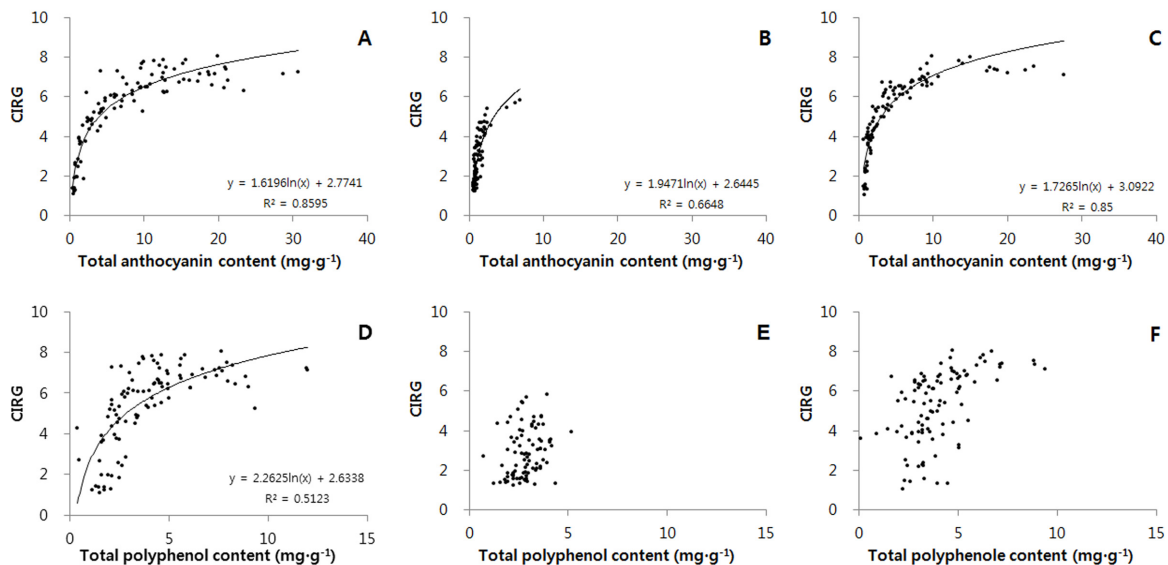 10
8
6
4
2
0
CIRG
A
y = 1.6196ln(x) + 2.7741
R² = 0.8595
0 10 20 30 40
Total anthocyanin content (mg·g⁻¹)
10
8
6
4
2
0
CIRG
B
y = 1.9471ln(x) + 2.6445
R² = 0.6648
0 10 20 30 40
Total anthocyanin content (mg·g⁻¹)
10
8
6
4
2
0
CIRG
C
y = 1.7265ln(x) + 3.0922
R² = 0.85
0 10 20 30 40
Total anthocyanin content (mg·g⁻¹)
10
8
6
4
2
0
CIRG
D
y = 2.2625ln(x) + 2.6338
R² = 0.5123
0 5 10 15
Total polyphenol content (mg·g⁻¹)
10
8
6
4
2
0
CIRG
E
0 5 10 15
Total polyphenol content (mg·g⁻¹)
10
8
6
4
2
0
CIRG
F
0 5 10 15
Total polyphenole content (mg·g⁻¹)